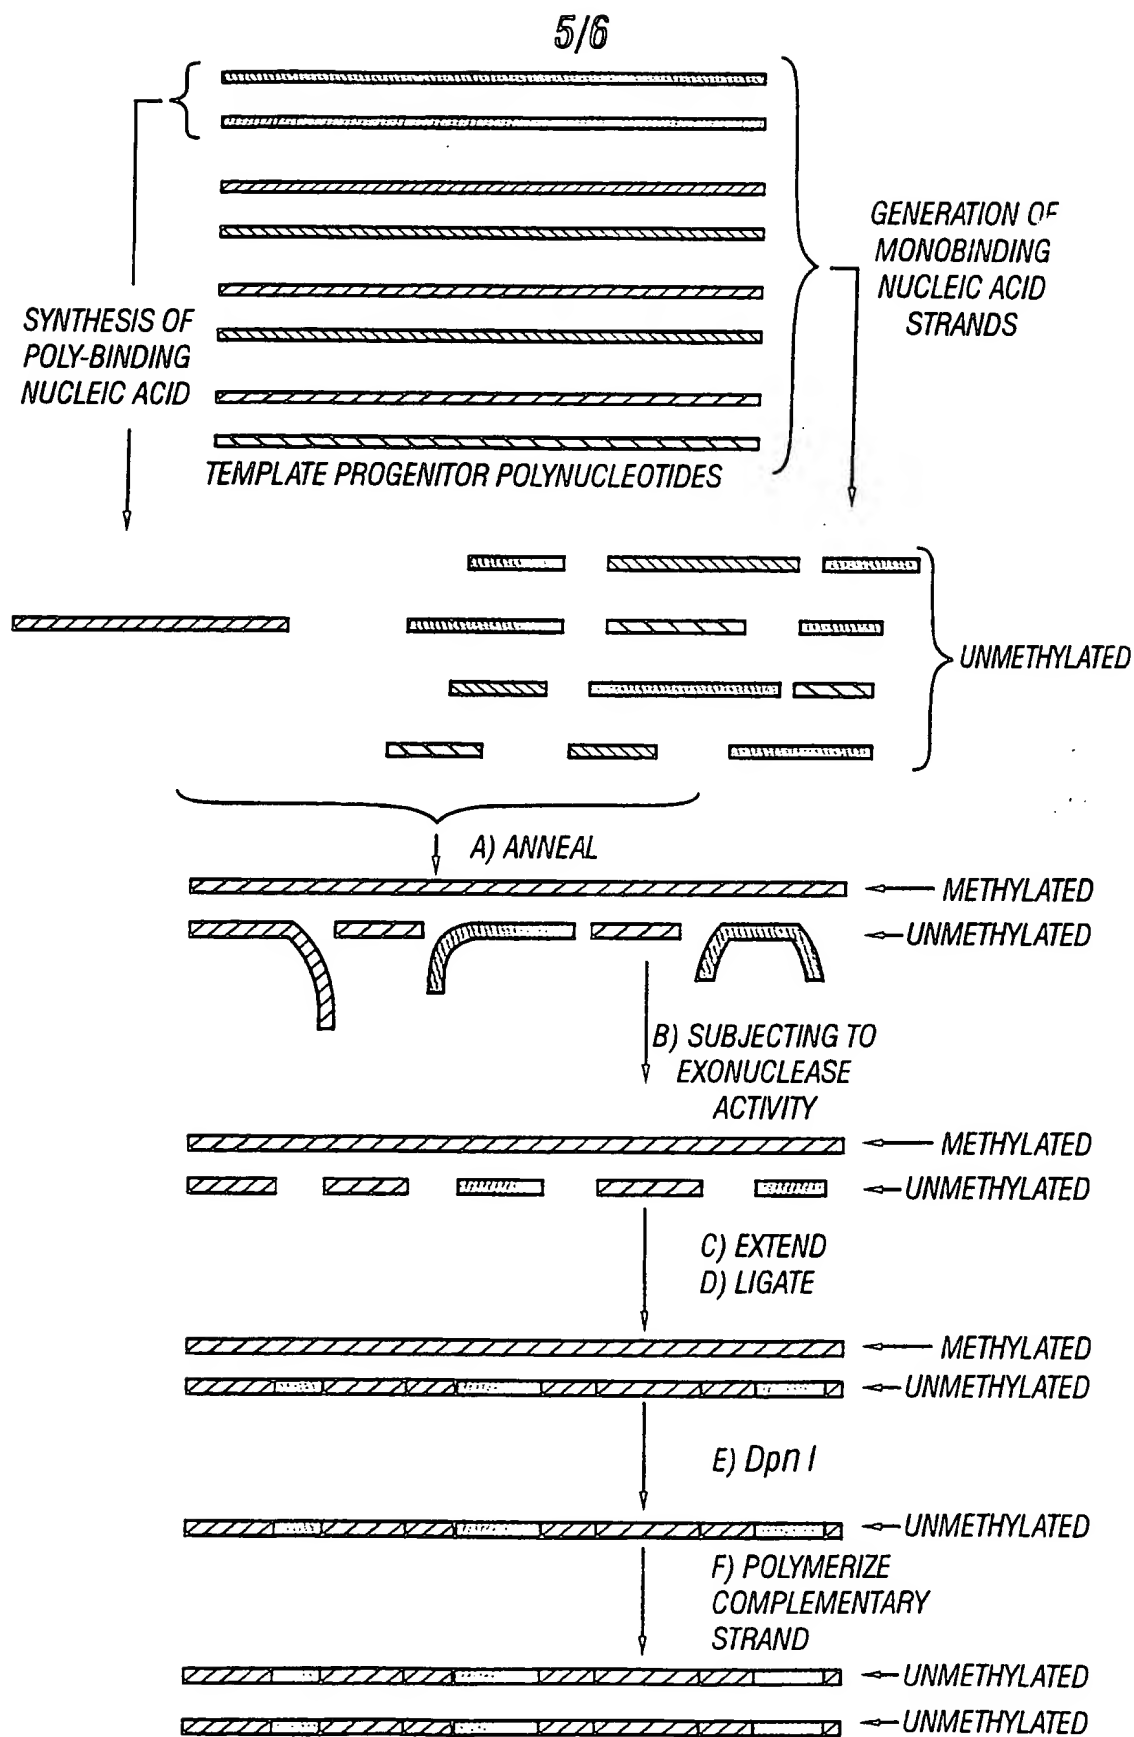 5/6
GENERATION OF
MONOBINDING
NUCLEIC ACID
STRANDS
SYNTHESIS OF
POLY-BINDING
NUCLEIC ACID
TEMPLATE PROGENITOR POLYNUCLEOTIDES
UNMETHYLATED
A) ANNEAL
METHYLATED
UNMETHYLATED
B) SUBJECTING TO
EXONUCLEASE
ACTIVITY
METHYLATED
UNMETHYLATED
C) EXTEND
D) LIGATE
METHYLATED
UNMETHYLATED
E) Dpn I
UNMETHYLATED
F) POLYMERIZE
COMPLEMENTARY
STRAND
UNMETHYLATED
UNMETHYLATED